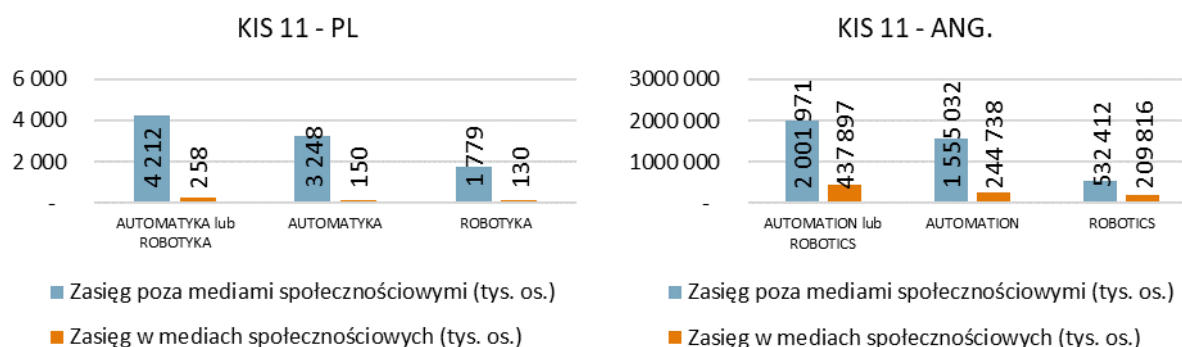 KIS 11 - PL
6 000
4 000
2 000
-
4 212
258
3 248
150
1 779
130
AUTOMATYKA lub
ROBOTYKA
AUTOMATYKA
ROBOTYKA
Zasięg poza mediami społecznościowymi (tys. os.)
Zasięg w mediach społecznościowych (tys. os.)
KIS 11 - ANG.
3000 000
2000 000
1000 000
-
2 001 971
437 897
1 555 032
244 738
532 412
209 816
AUTOMATION lub
ROBOTICS
AUTOMATION
ROBOTICS
Zasięg poza mediami społecznościowymi (tys. os.)
Zasięg w mediach społecznościowych (tys. os.)